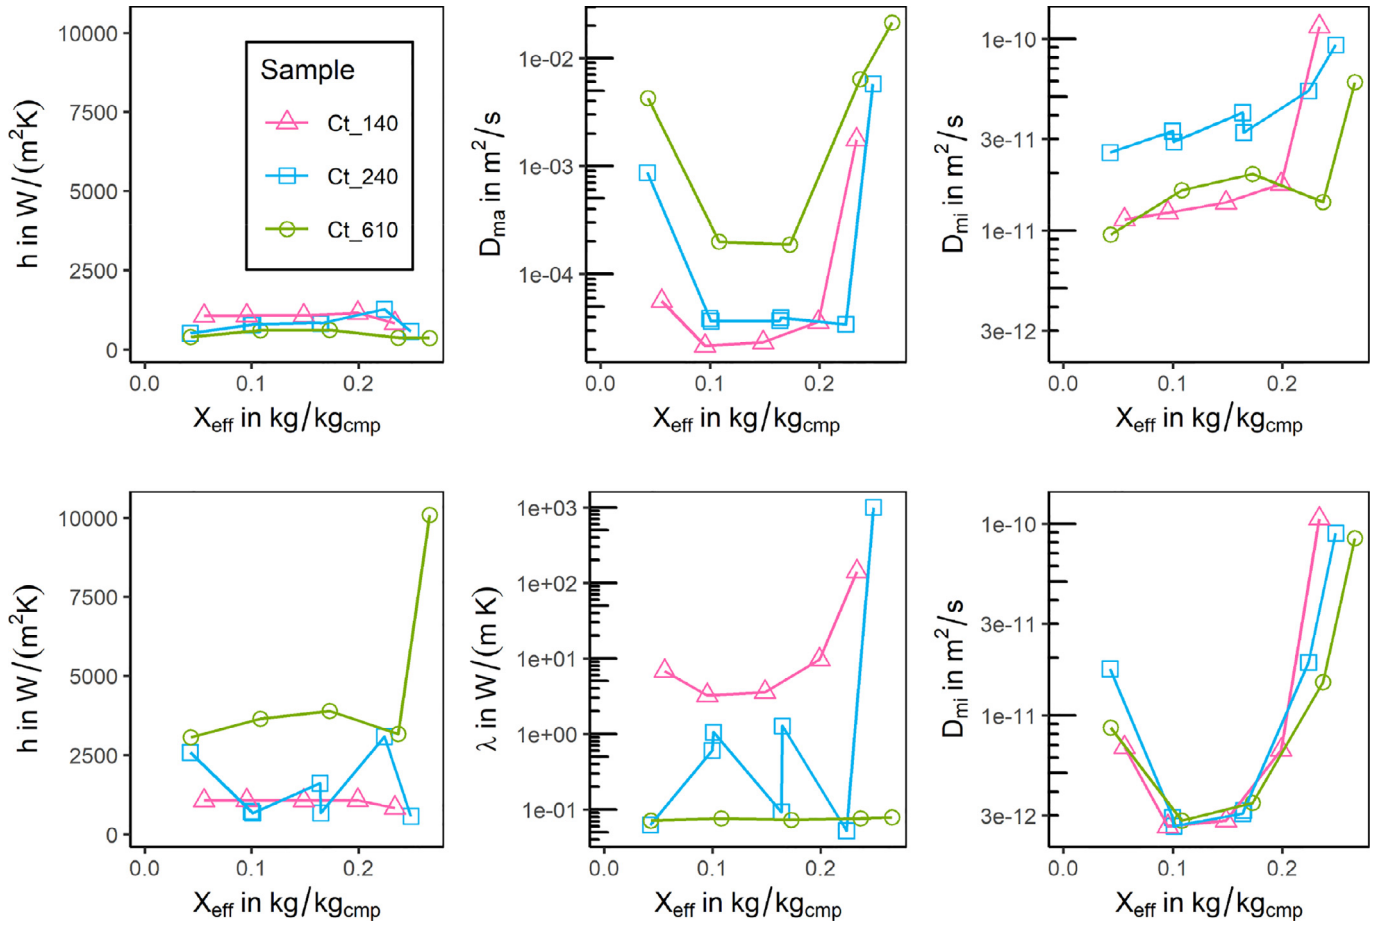 10000
7500
5000
2500
0
h in W/(m²K)
Sample
Ct_140
Ct_240
Ct_610
0.0 0.1 0.2
X_eff in kg/kg_cmp
1e-02
1e-03
1e-04
D_ma in m²/s
0.0 0.1 0.2
X_eff in kg/kg_cmp
1e-10
3e-11
1e-11
3e-12
D_mi in m²/s
0.0 0.1 0.2
X_eff in kg/kg_cmp
10000
7500
5000
2500
0
h in W/(m²K)
0.0 0.1 0.2
X_eff in kg/kg_cmp
1e+03
1e+02
1e+01
1e+00
1e-01
λ in W/(m K)
0.0 0.1 0.2
X_eff in kg/kg_cmp
1e-10
3e-11
1e-11
3e-12
D_mi in m²/s
0.0 0.1 0.2
X_eff in kg/kg_cmp